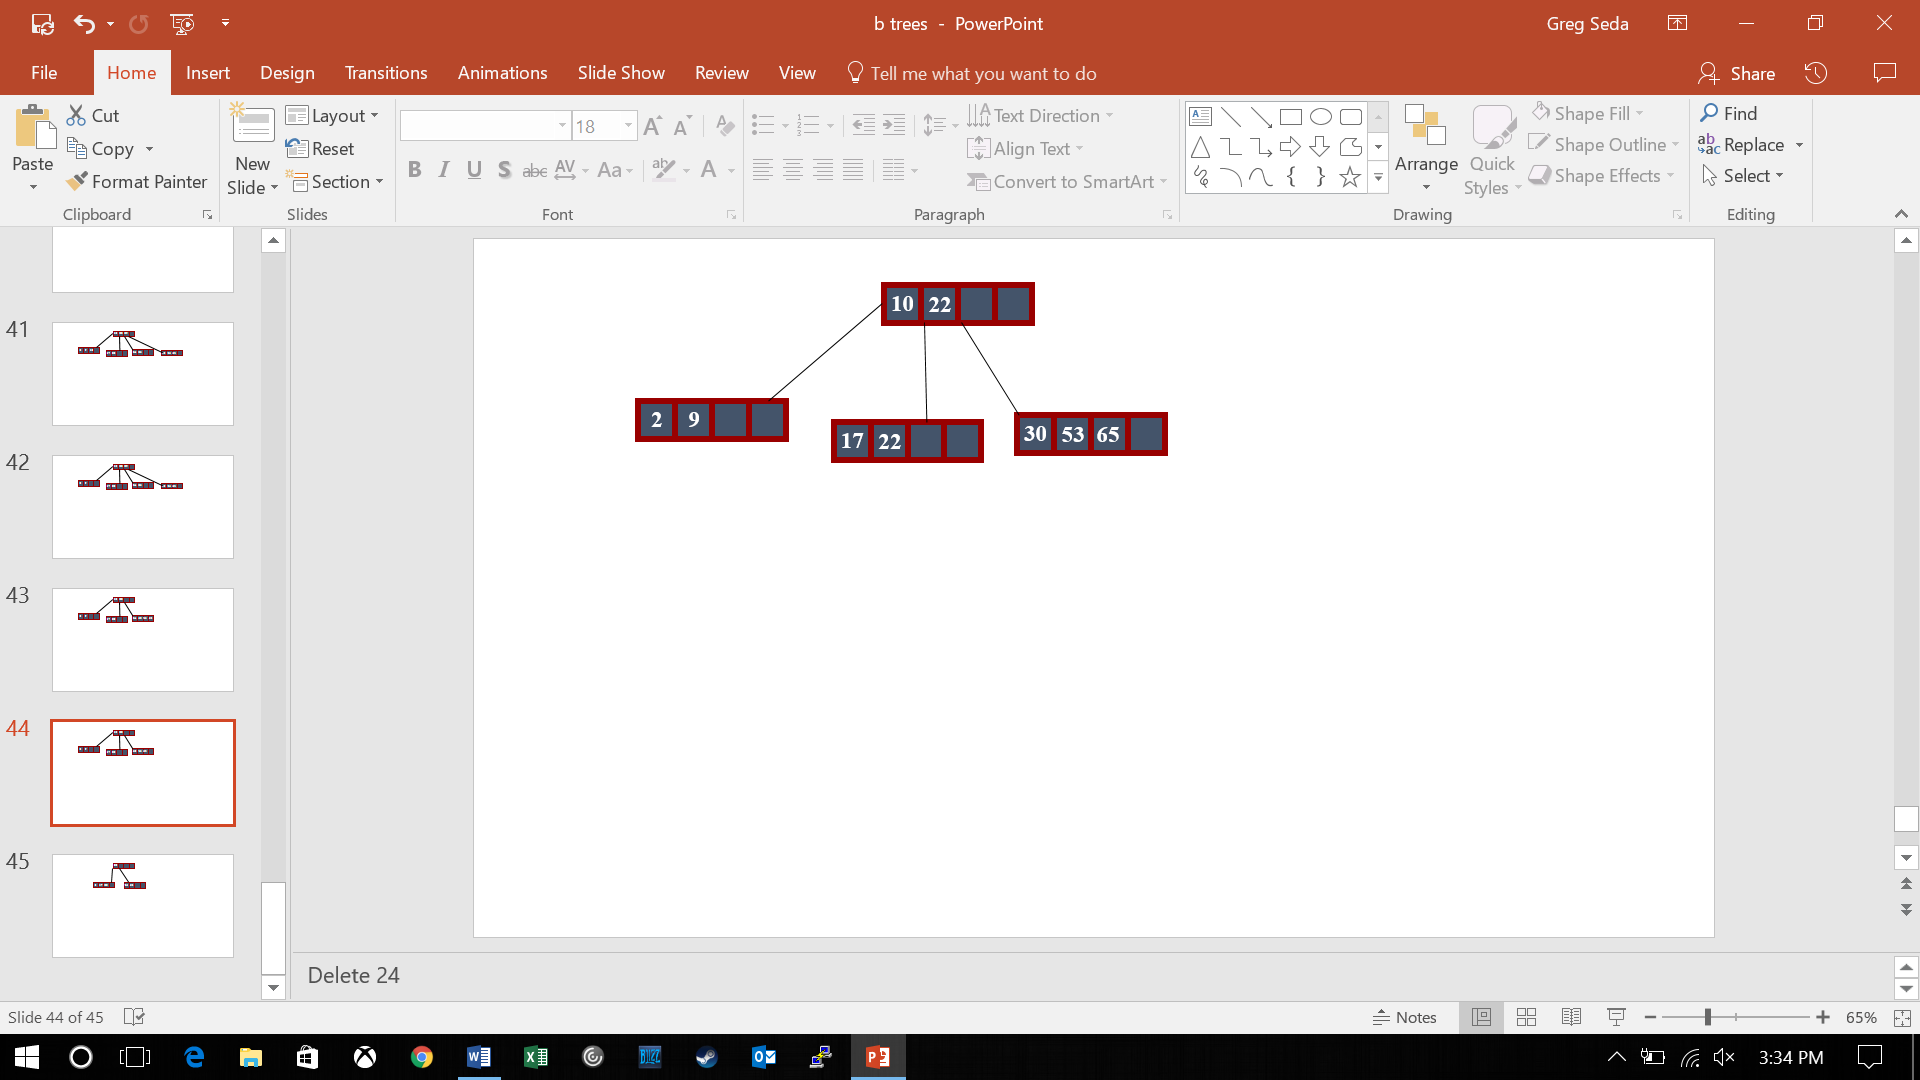 b trees - PowerPoint
Greg Seda
File Home Insert Design Transitions Animations Slide Show Review View Tell me what you want to do Share
Paste
Cut
Copy
Format Painter
Clipboard
New
Slide
Layout
Reset
Section
Slides
18
B I U S abc AV Aa A
Font
Text Direction
Align Text
Convert to SmartArt
Paragraph
Arrange
Quick
Styles
Shape Fill
Shape Outline
Shape Effects
Drawing
Find
Replace
Select
Editing
41
42
43
44
45
10 22
2 9
17 22
30 53 65
Delete 24
Slide 44 of 45
Notes
65%
3:34 PM